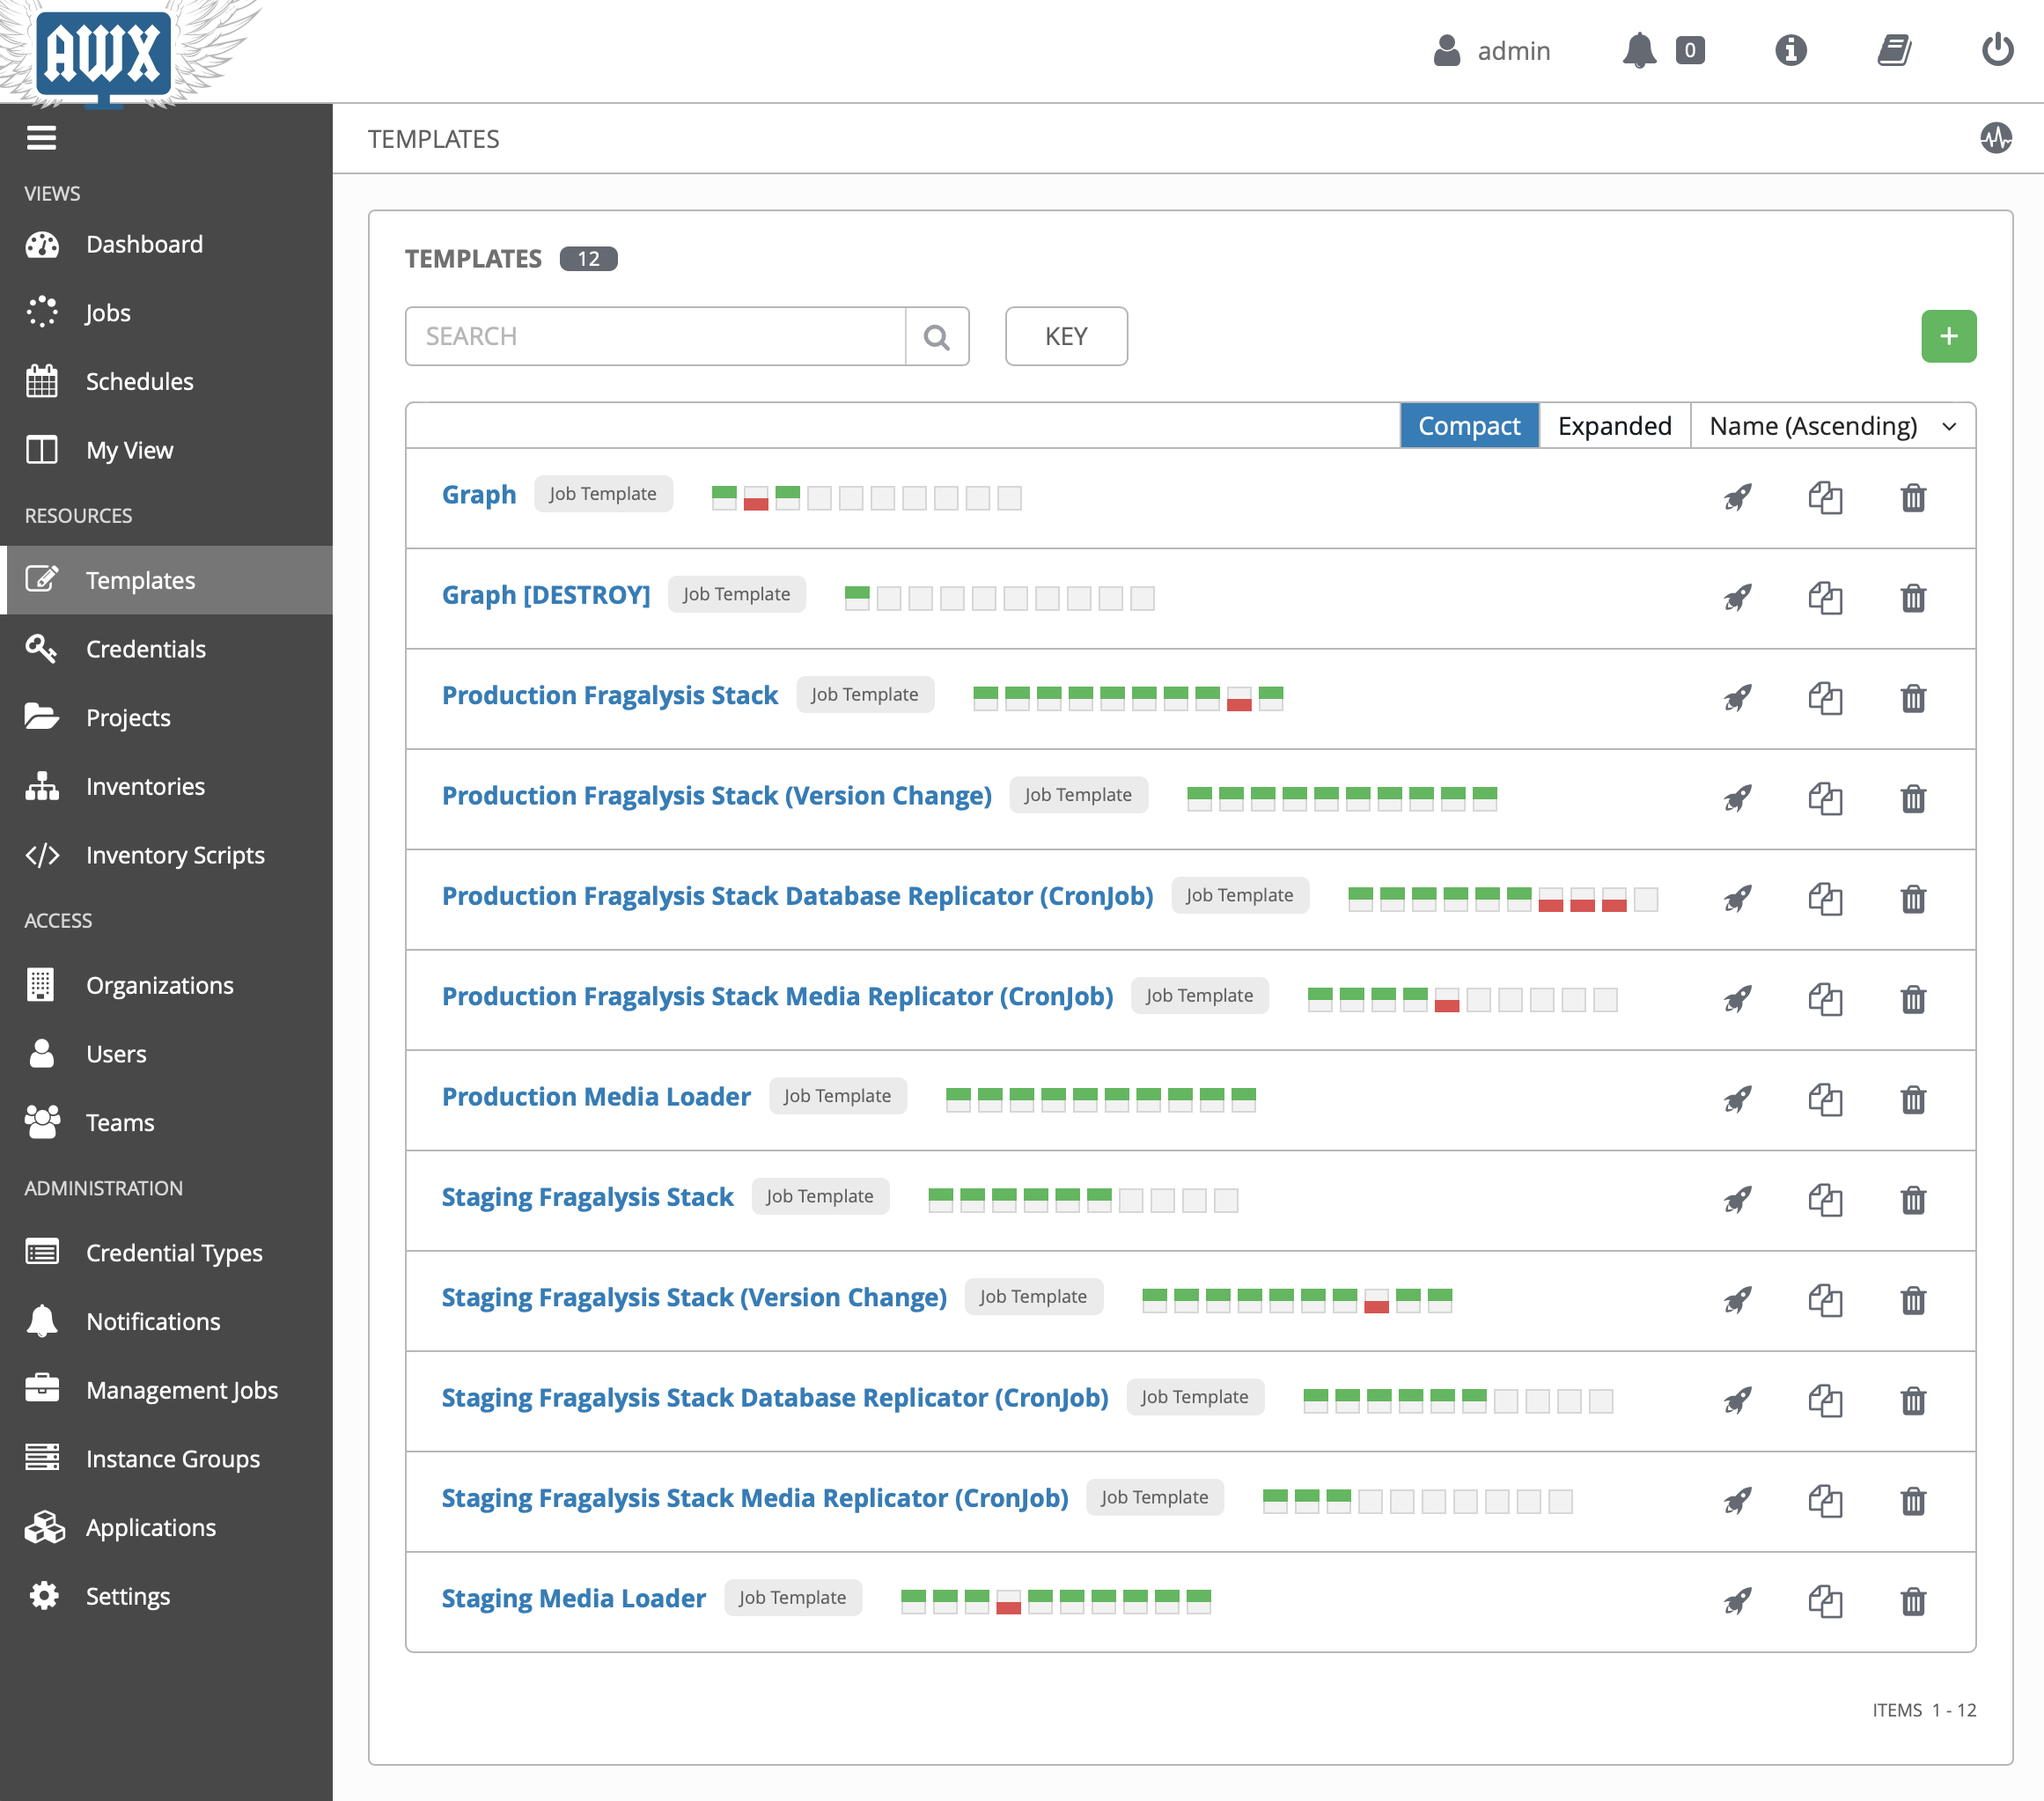 AWX
admin 0
TEMPLATES
VIEWS
Dashboard
Jobs
Schedules
My View
RESOURCES
Templates
Credentials
Projects
Inventories
Inventory Scripts
ACCESS
Organizations
Users
Teams
ADMINISTRATION
Credential Types
Notifications
Management Jobs
Instance Groups
Applications
Settings
TEMPLATES 12
SEARCH KEY +
Compact Expanded Name (Ascending)
Graph Job Template
Graph [DESTROY] Job Template
Production Fragalysis Stack Job Template
Production Fragalysis Stack (Version Change) Job Template
Production Fragalysis Stack Database Replicator (CronJob) Job Template
Production Fragalysis Stack Media Replicator (CronJob) Job Template
Production Media Loader Job Template
Staging Fragalysis Stack Job Template
Staging Fragalysis Stack (Version Change) Job Template
Staging Fragalysis Stack Database Replicator (CronJob) Job Template
Staging Fragalysis Stack Media Replicator (CronJob) Job Template
Staging Media Loader Job Template
ITEMS 1 - 12